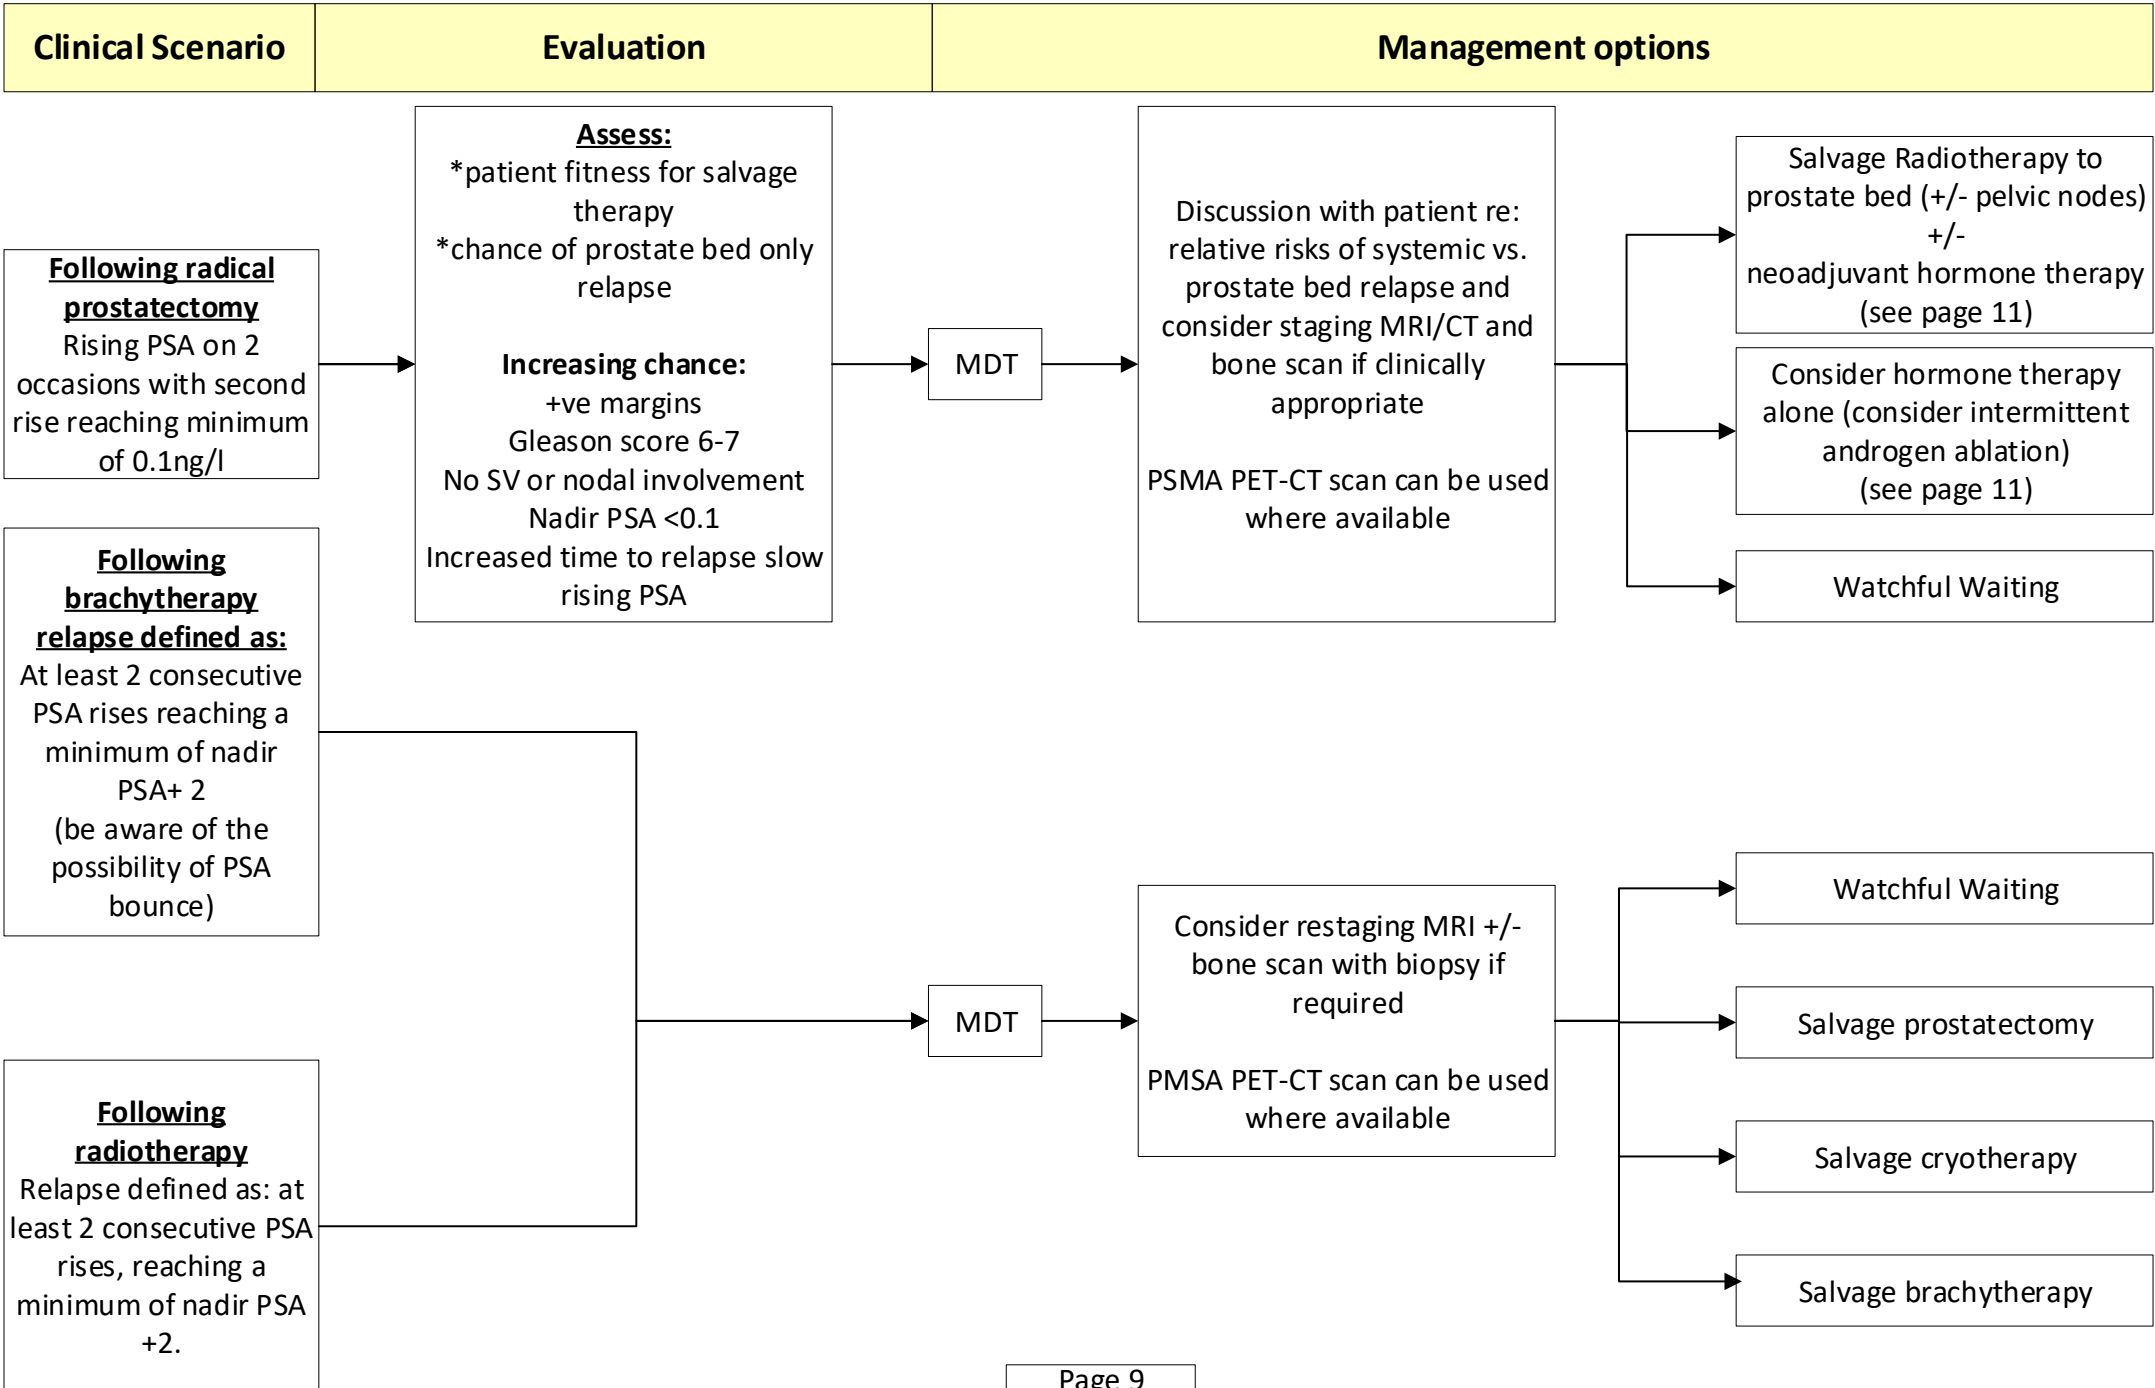 Clinical Scenario
Evaluation
Management options
Following radical
prostatectomy
Rising PSA on 2
occasions with second
rise reaching minimum
of 0.1ng/l
Assess:
*patient fitness for salvage
therapy
*chance of prostate bed only
relapse
Increasing chance:
+ve margins
Gleason score 6-7
No SV or nodal involvement
Nadir PSA <0.1
Increased time to relapse slow
rising PSA
MDT
Discussion with patient re:
relative risks of systemic vs.
prostate bed relapse and
consider staging MRI/CT and
bone scan if clinically
appropriate
PSMA PET-CT scan can be used
where available
Salvage Radiotherapy to
prostate bed (+/- pelvic nodes)
+/-
neoadjuvant hormone therapy
(see page 11)
Consider hormone therapy
alone (consider intermittent
androgen ablation)
(see page 11)
Watchful Waiting
Following
brachytherapy
relapse defined as:
At least 2 consecutive
PSA rises reaching a
minimum of nadir
PSA+ 2
(be aware of the
possibility of PSA
bounce)
Following
radiotherapy
Relapse defined as: at
least 2 consecutive PSA
rises, reaching a
minimum of nadir PSA
+2.
MDT
Consider restaging MRI +/-
bone scan with biopsy if
required
PMSA PET-CT scan can be used
where available
Watchful Waiting
Salvage prostatectomy
Salvage cryotherapy
Salvage brachytherapy
Page 9